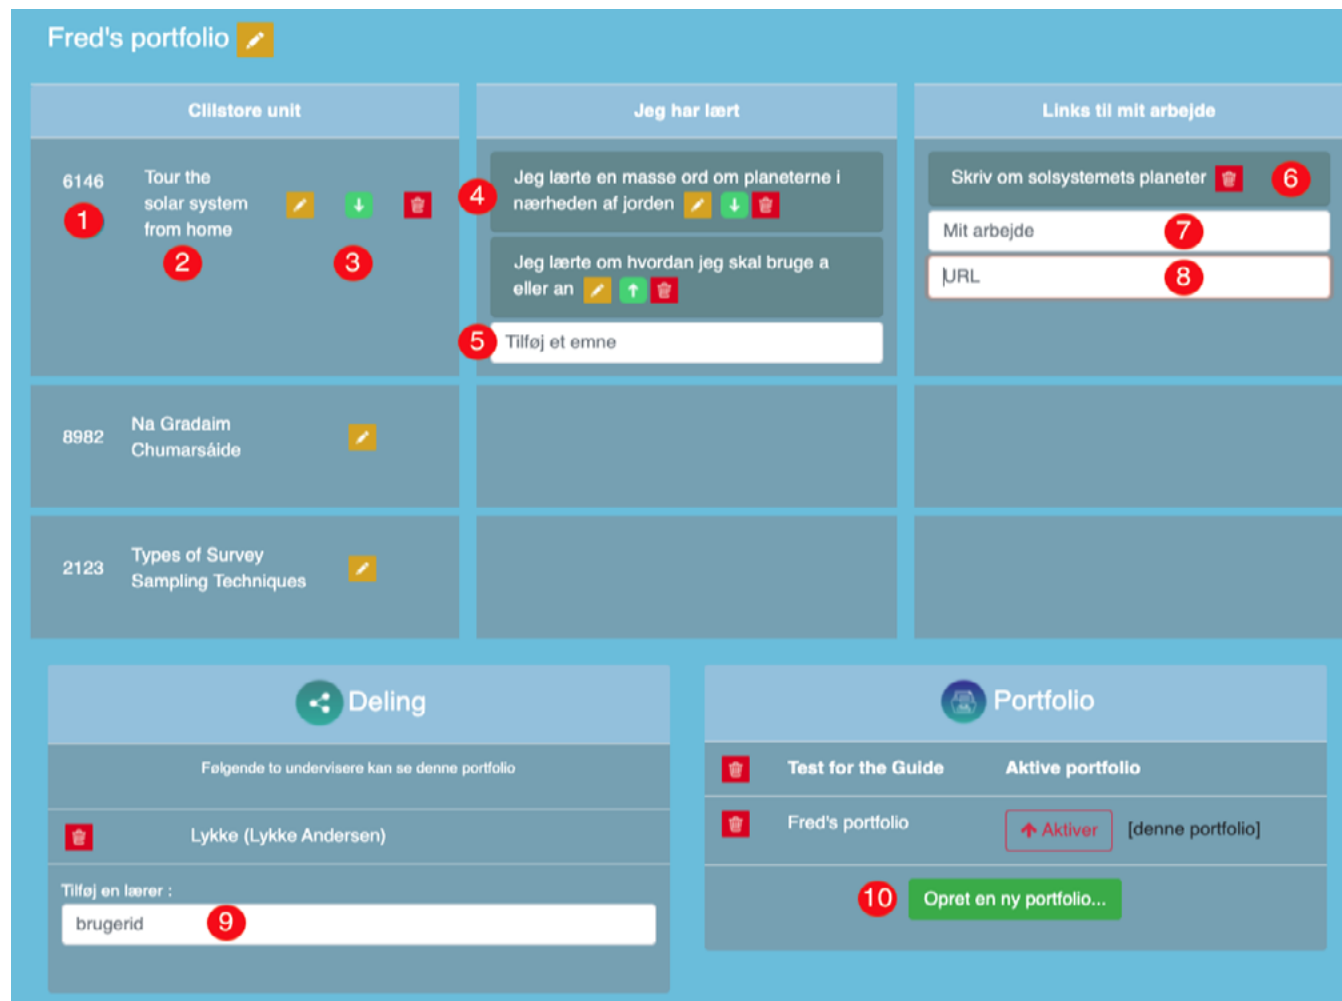 Fred's portfolio
Clilstore unit
Jeg har lært
Links til mit arbejde
6146
1
Tour the
solar system
from home
2
3
4
Jeg lærte en masse ord om planeterne i
nærheden af jorden
Jeg lærte om hvordan jeg skal bruge a
eller an
5
Tilføj et emne
Skriv om solsystemets planeter
6
Mit arbejde
7
URL
8
8982
Na Gradaim
Chumarsáide
2123
Types of Survey
Sampling Techniques
Deling
Følgende to undervisere kan se denne portfolio
Lykke (Lykke Andersen)
Tilføj en lærer :
brugerid
9
Portfolio
Test for the Guide
Aktive portfolio
Fred's portfolio
Aktiver
[denne portfolio]
10
Opret en ny portfolio...